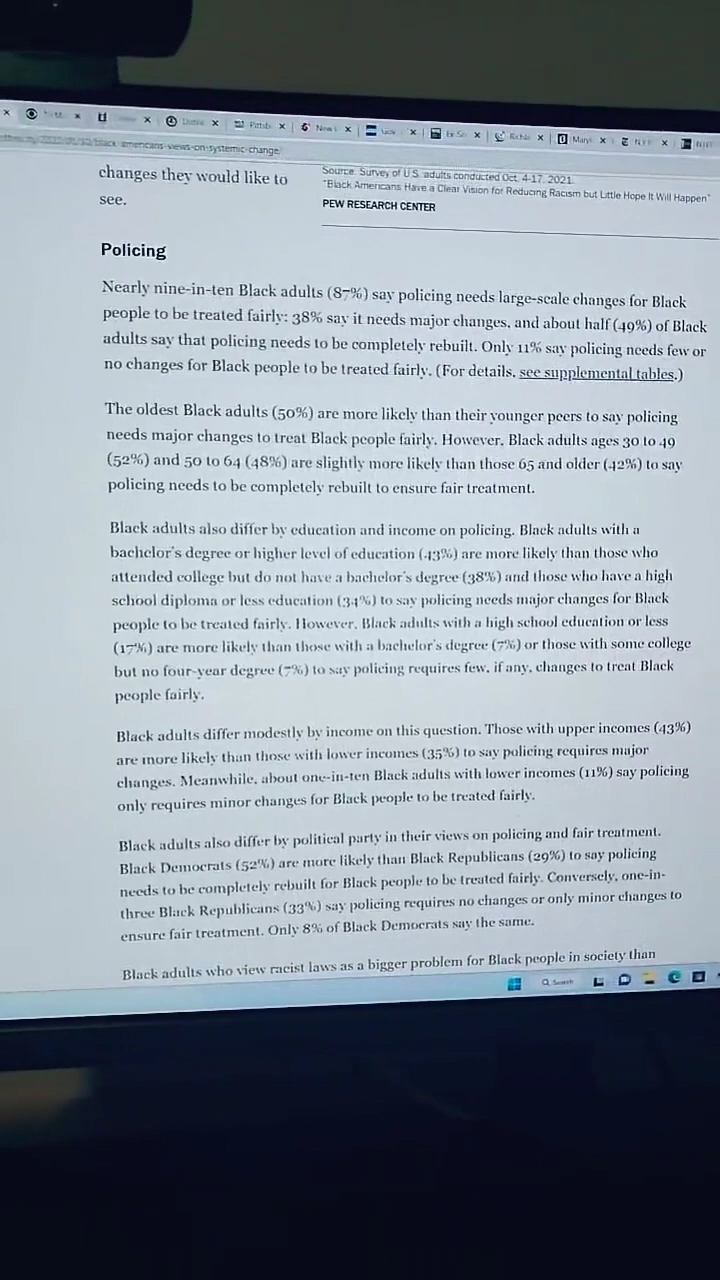 New
Search
black-americans-views-on-systemic-change/
changes they would like to
see.
Source: Survey of U.S. adults conducted Oct. 4-17, 2021.
"Black Americans Have a Clear Vision for Reducing Racism but Little Hope It Will Happen"
PEW RESEARCH CENTER
Policing
Nearly nine-in-ten Black adults (87%) say policing needs large-scale changes for Black
people to be treated fairly: 38% say it needs major changes, and about half (49%) of Black
adults say that policing needs to be completely rebuilt. Only 11% say policing needs few or
no changes for Black people to be treated fairly. (For details, see supplemental tables.)
The oldest Black adults (50%) are more likely than their younger peers to say policing
needs major changes to treat Black people fairly. However, Black adults ages 30 to 49
(52%) and 50 to 64 (48%) are slightly more likely than those 65 and older (42%) to say
policing needs to be completely rebuilt to ensure fair treatment.
Black adults also differ by education and income on policing. Black adults with a
bachelor's degree or higher level of education (43%) are more likely than those who
attended college but do not have a bachelor's degree (38%) and those who have a high
school diploma or less education (34%) to say policing needs major changes for Black
people to be treated fairly. However, Black adults with a high school education or less
(17%) are more likely than those with a bachelor's degree (7%) or those with some college
but no four-year degree (7%) to say policing requires few, if any, changes to treat Black
people fairly.
Black adults differ modestly by income on this question. Those with upper incomes (43%)
are more likely than those with lower incomes (35%) to say policing requires major
changes. Meanwhile, about one-in-ten Black adults with lower incomes (11%) say policing
only requires minor changes for Black people to be treated fairly.
Black adults also differ by political party in their views on policing and fair treatment.
Black Democrats (52%) are more likely than Black Republicans (29%) to say policing
needs to be completely rebuilt for Black people to be treated fairly. Conversely, one-in-
three Black Republicans (33%) say policing requires no changes or only minor changes to
ensure fair treatment. Only 8% of Black Democrats say the same.
Black adults who view racist laws as a bigger problem for Black people in society than